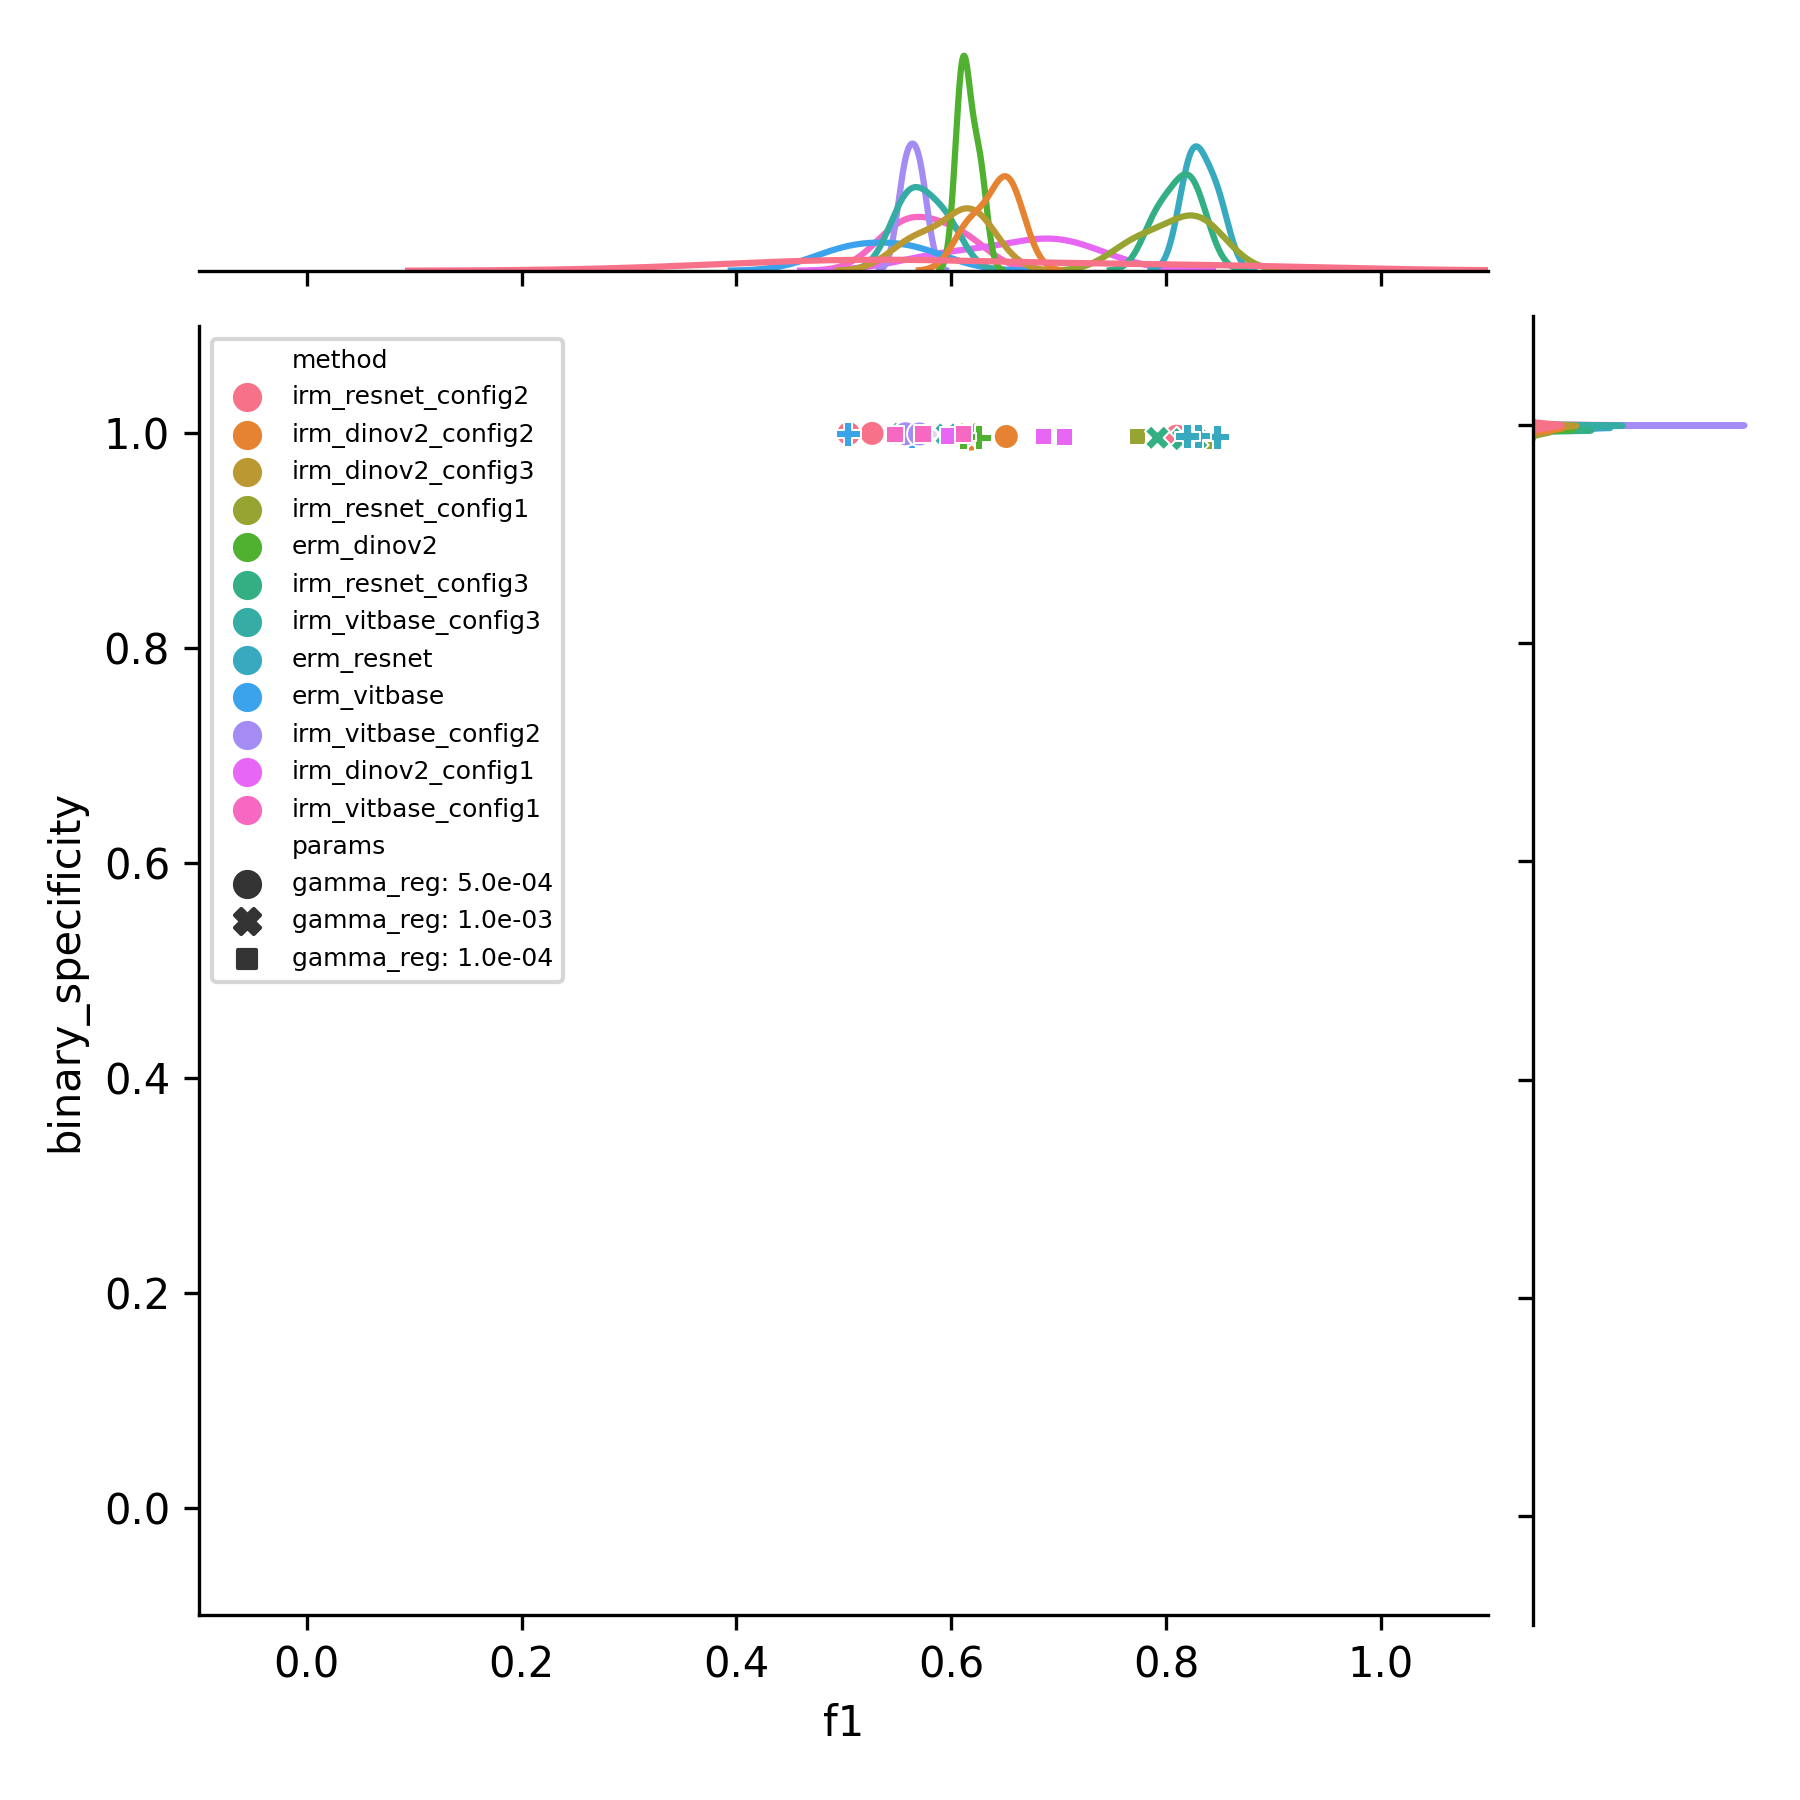 method
irm_resnet_config2
irm_dinov2_config2
irm_dinov2_config3
irm_resnet_config1
erm_dinov2
irm_resnet_config3
irm_vitbase_config3
erm_resnet
erm_vitbase
irm_vitbase_config2
irm_dinov2_config1
irm_vitbase_config1
params
gamma_reg: 5.0e-04
gamma_reg: 1.0e-03
gamma_reg: 1.0e-04
1.0
0.8
0.6
0.4
0.2
0.0
binary_specificity
0.0 0.2 0.4 0.6 0.8 1.0
f1